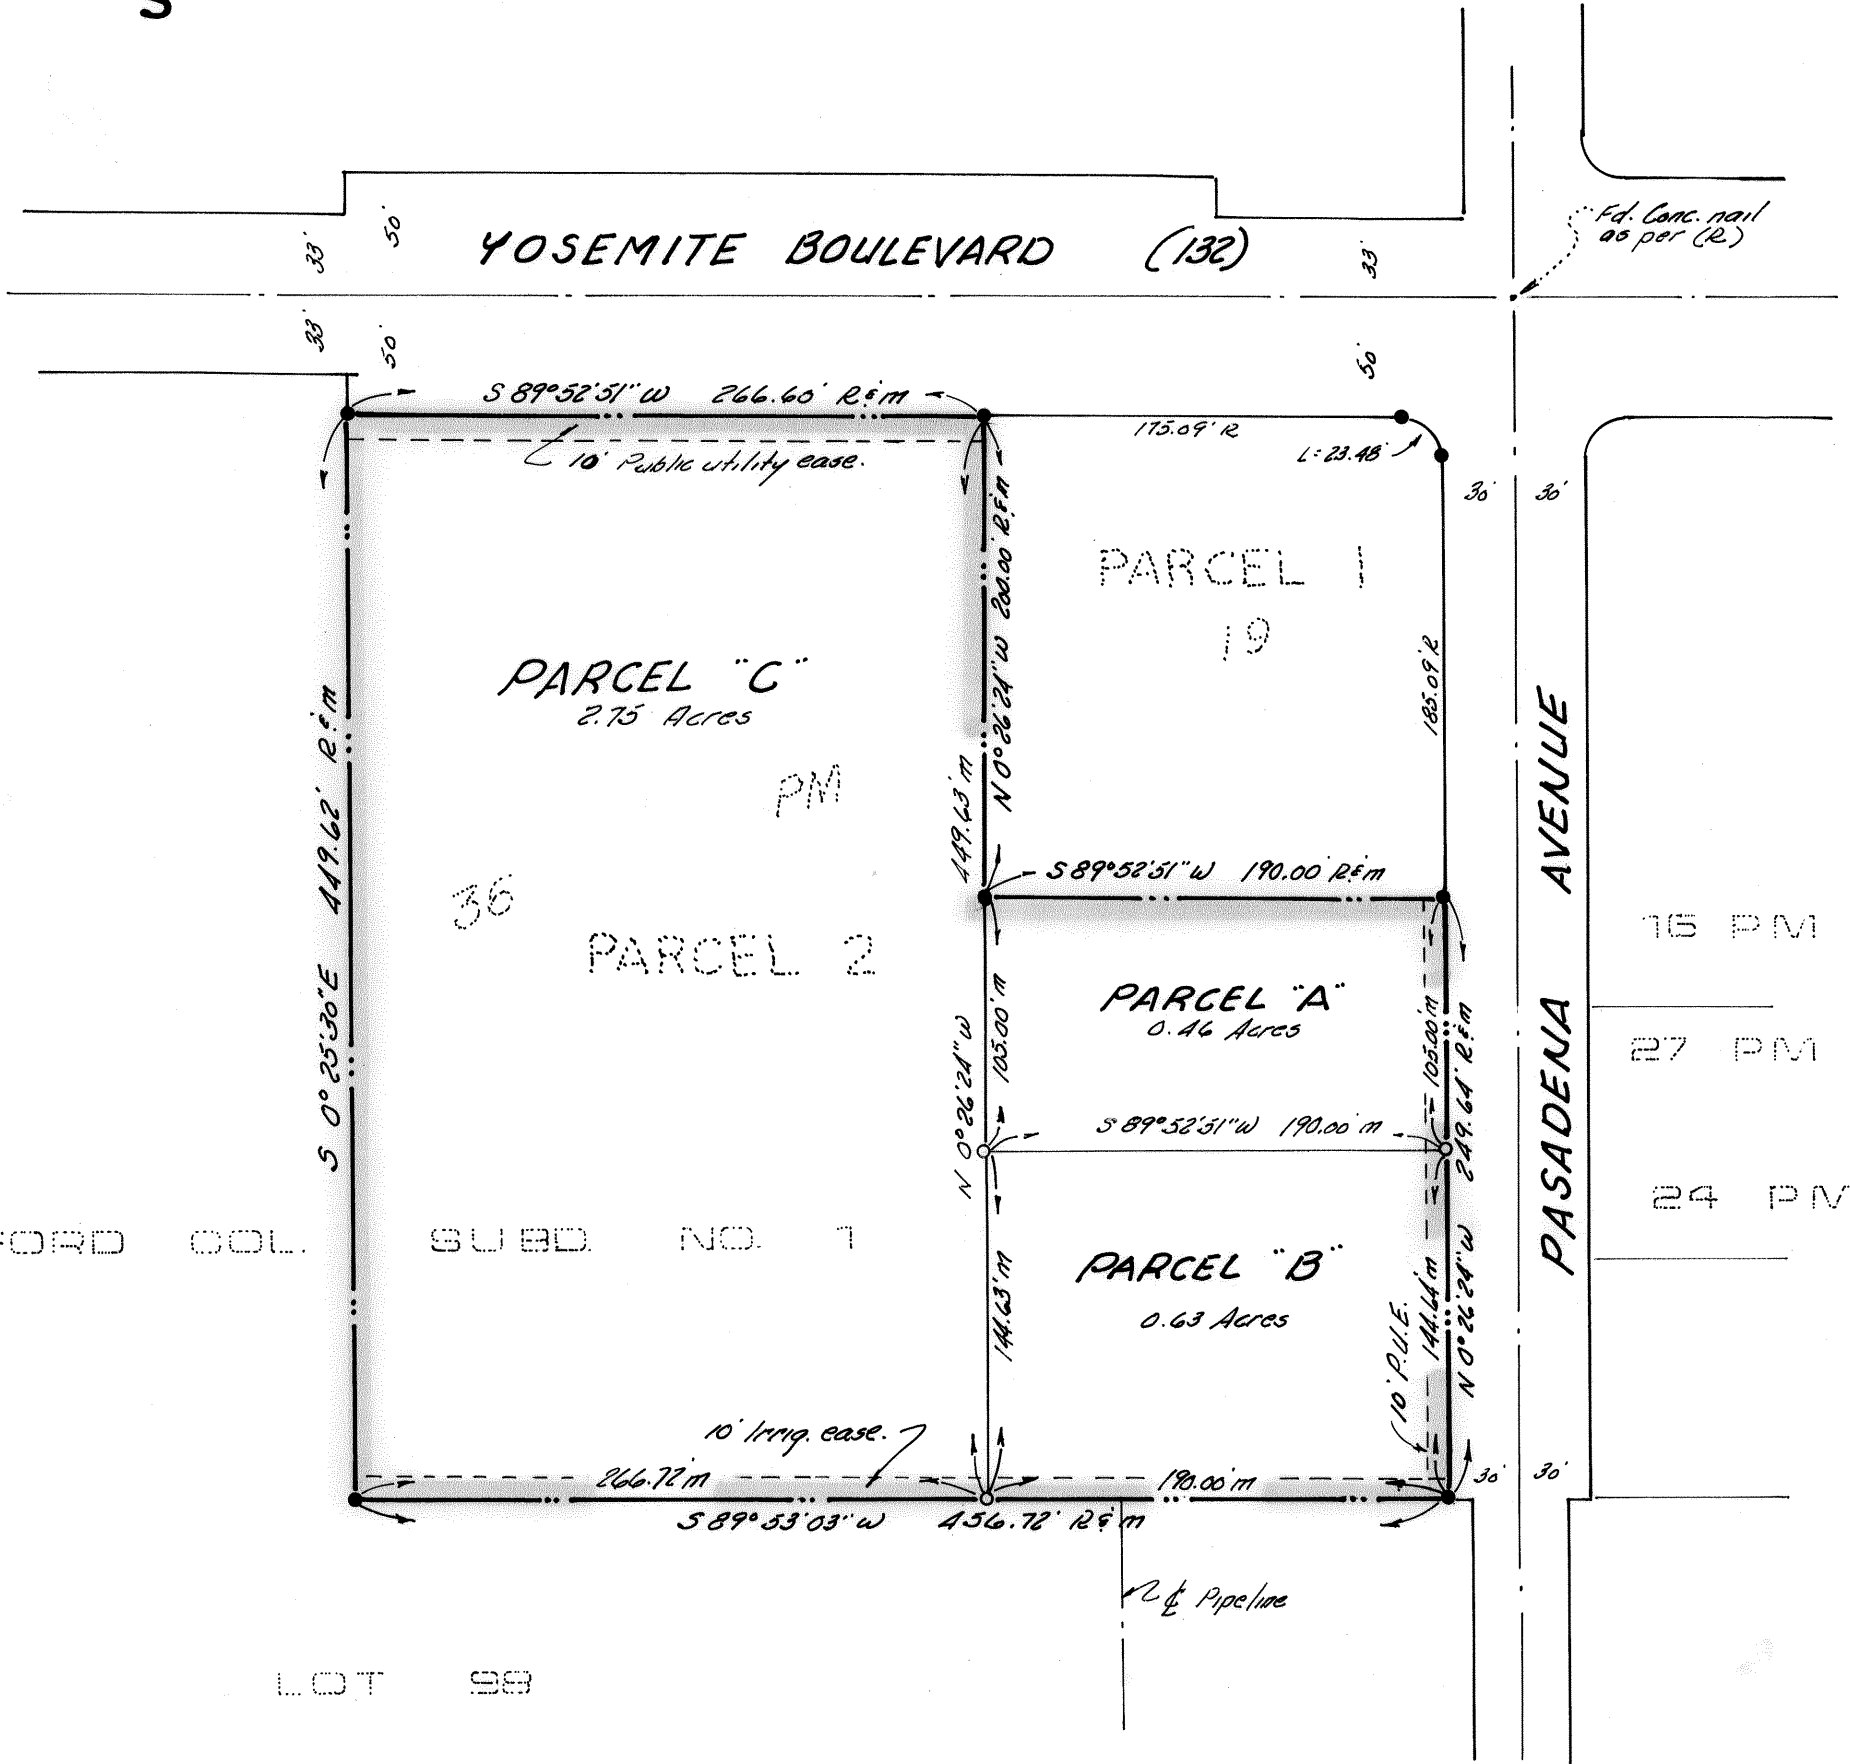 S
Fd. Conc. nail
as per (R)
YOSEMITE BOULEVARD (132)
33'
50'
33'
33'
50'
50'
S 89°52'51" W 266.60' R&M
10' Public utility ease.
175.09' R
L=23.48'
30' 30'
N 0°26'24" W 200.00' R&M
PARCEL 1
19
185.09' R
PARCEL "C"
2.75 Acres
PM
S 0°25'30" E 449.62' R&M
449.63' M
N 0°26'24" W
S 89°52'51" W 190.00' R&M
36
PARCEL 2
PASADENA AVENUE
16 PM
PARCEL "A"
0.46 Acres
105.00' M
105.00' M
249.64' R&M
N 0°26'24" W
27 PM
S 89°52'51" W 190.00' M
24 PM
FORD COL. SUBD. NO. 1
PARCEL "B"
0.63 Acres
144.63' M
144.64' M
10' P.U.E.
10' Irrig. ease.
266.72' M
190.00' M
30' 30'
S 89°53'03" W 456.72' R&M
℄ Pipeline
LOT 98